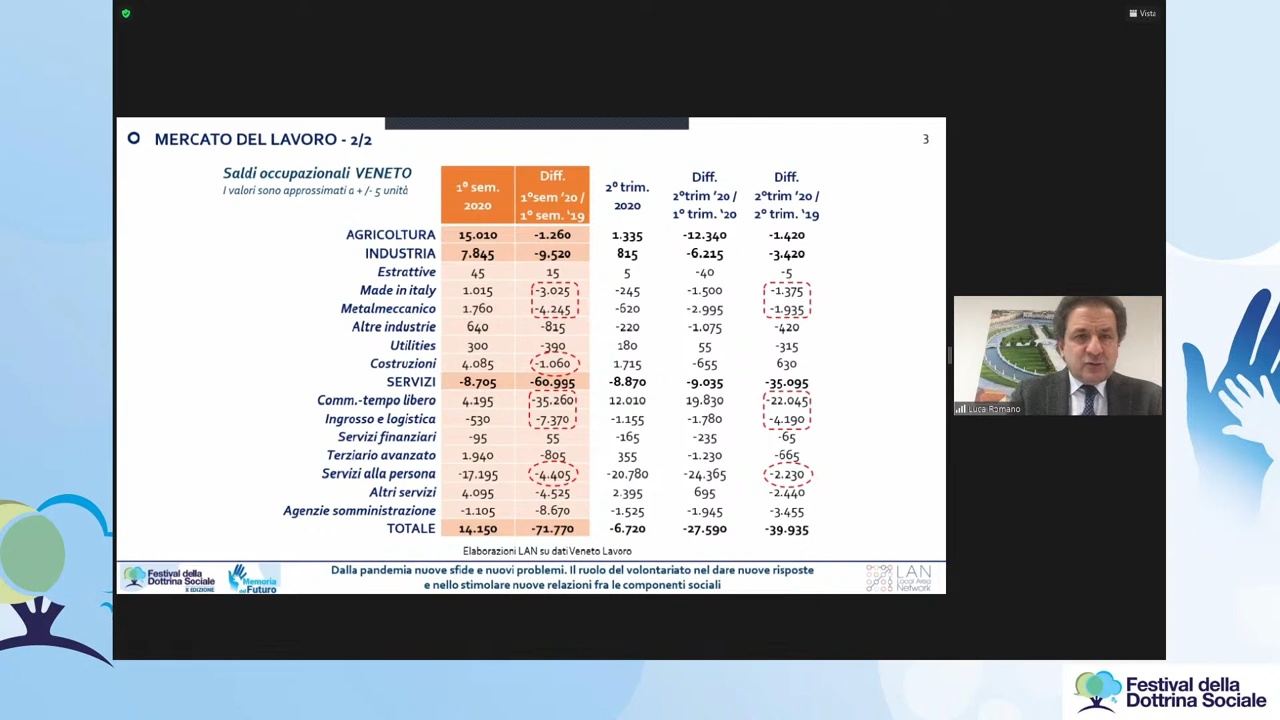 Vista
MERCATO DEL LAVORO - 2/2
3
Saldi occupazionali VENETO
I valori sono approssimati a + /- 5 unità
1° sem. 2020
Diff. 1°sem ’20 / 1° sem. ‘19
2° trim. 2020
Diff. 2°trim ’20 / 1° trim. ‘20
Diff. 2°trim ’20 / 2° trim. ‘19
AGRICOLTURA 15.010 -1.260 1.335 -12.340 -1.420
INDUSTRIA 7.845 -9.520 815 -6.215 -3.420
Estrattive 45 15 5 -40 -5
Made in italy 1.015 -3.025 -245 -1.500 -1.375
Metalmeccanico 1.760 -4.245 -620 -2.995 -1.935
Altre industrie 640 -815 -220 -1.075 -420
Utilities 300 -390 180 55 -315
Costruzioni 4.085 -1.060 1.715 -655 630
SERVIZI -8.705 -60.995 -8.870 -9.035 -35.095
Comm.-tempo libero 4.195 -35.260 12.010 19.830 -22.045
Ingrosso e logistica -530 -7.370 -1.155 -1.780 -4.190
Servizi finanziari -95 55 -165 -235 -65
Terziario avanzato 1.940 -805 355 -1.230 -665
Servizi alla persona -17.195 -4.405 -20.780 -24.365 -2.230
Altri servizi 4.095 -4.525 2.395 695 -2.440
Agenzie somministrazione -1.105 -8.670 -1.525 -1.945 -3.455
TOTALE 14.150 -71.770 -6.720 -27.590 -39.935
Elaborazioni LAN su dati Veneto Lavoro
Festival della
Dottrina Sociale
X EDIZIONE
Memoria
del Futuro
Dalla pandemia nuove sfide e nuovi problemi. Il ruolo del volontariato nel dare nuove risposte
e nello stimolare nuove relazioni fra le componenti sociali
LAN
Local Area
Network
Luca Romano
Festival della
Dottrina Sociale